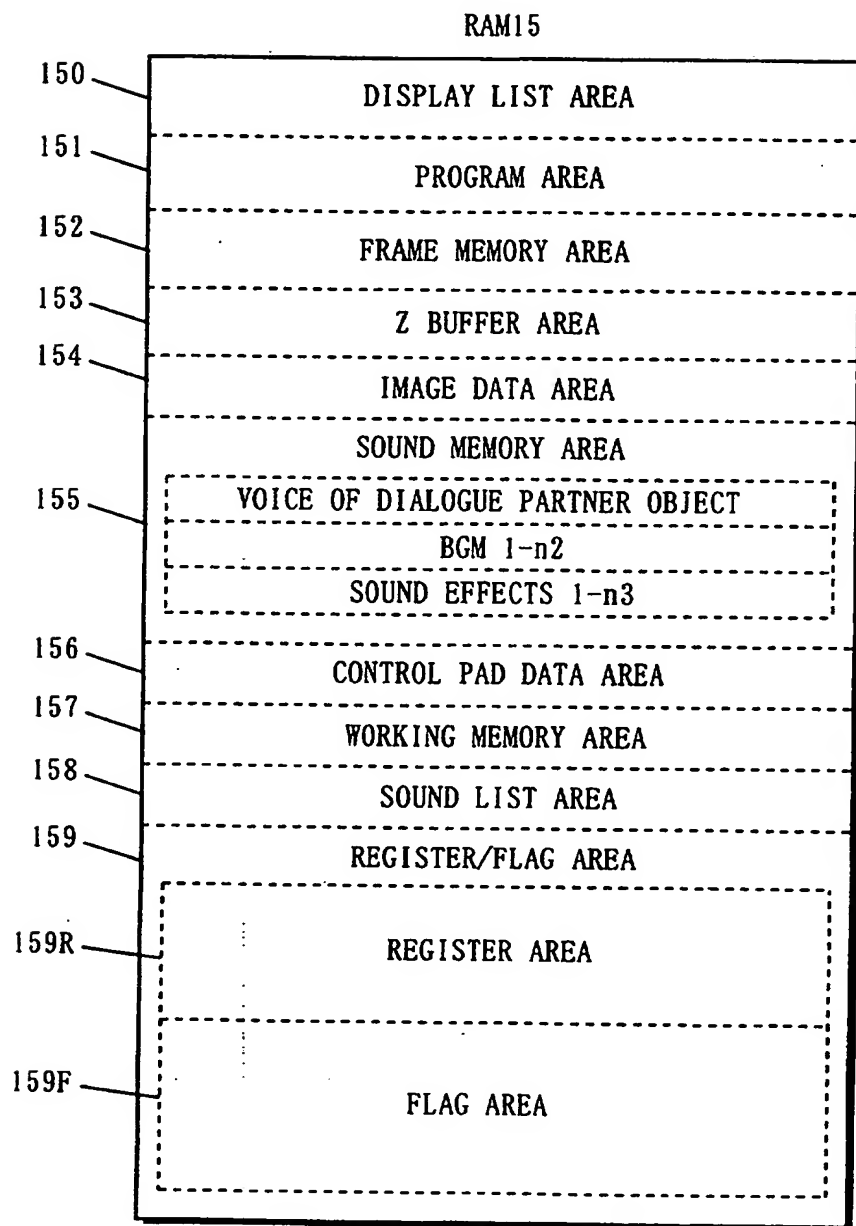 RAM15
150 DISPLAY LIST AREA
151 PROGRAM AREA
152 FRAME MEMORY AREA
153 Z BUFFER AREA
154 IMAGE DATA AREA
SOUND MEMORY AREA
155 VOICE OF DIALOGUE PARTNER OBJECT
BGM 1-n2
SOUND EFFECTS 1-n3
156 CONTROL PAD DATA AREA
157 WORKING MEMORY AREA
158 SOUND LIST AREA
159 REGISTER/FLAG AREA
159R REGISTER AREA
159F FLAG AREA